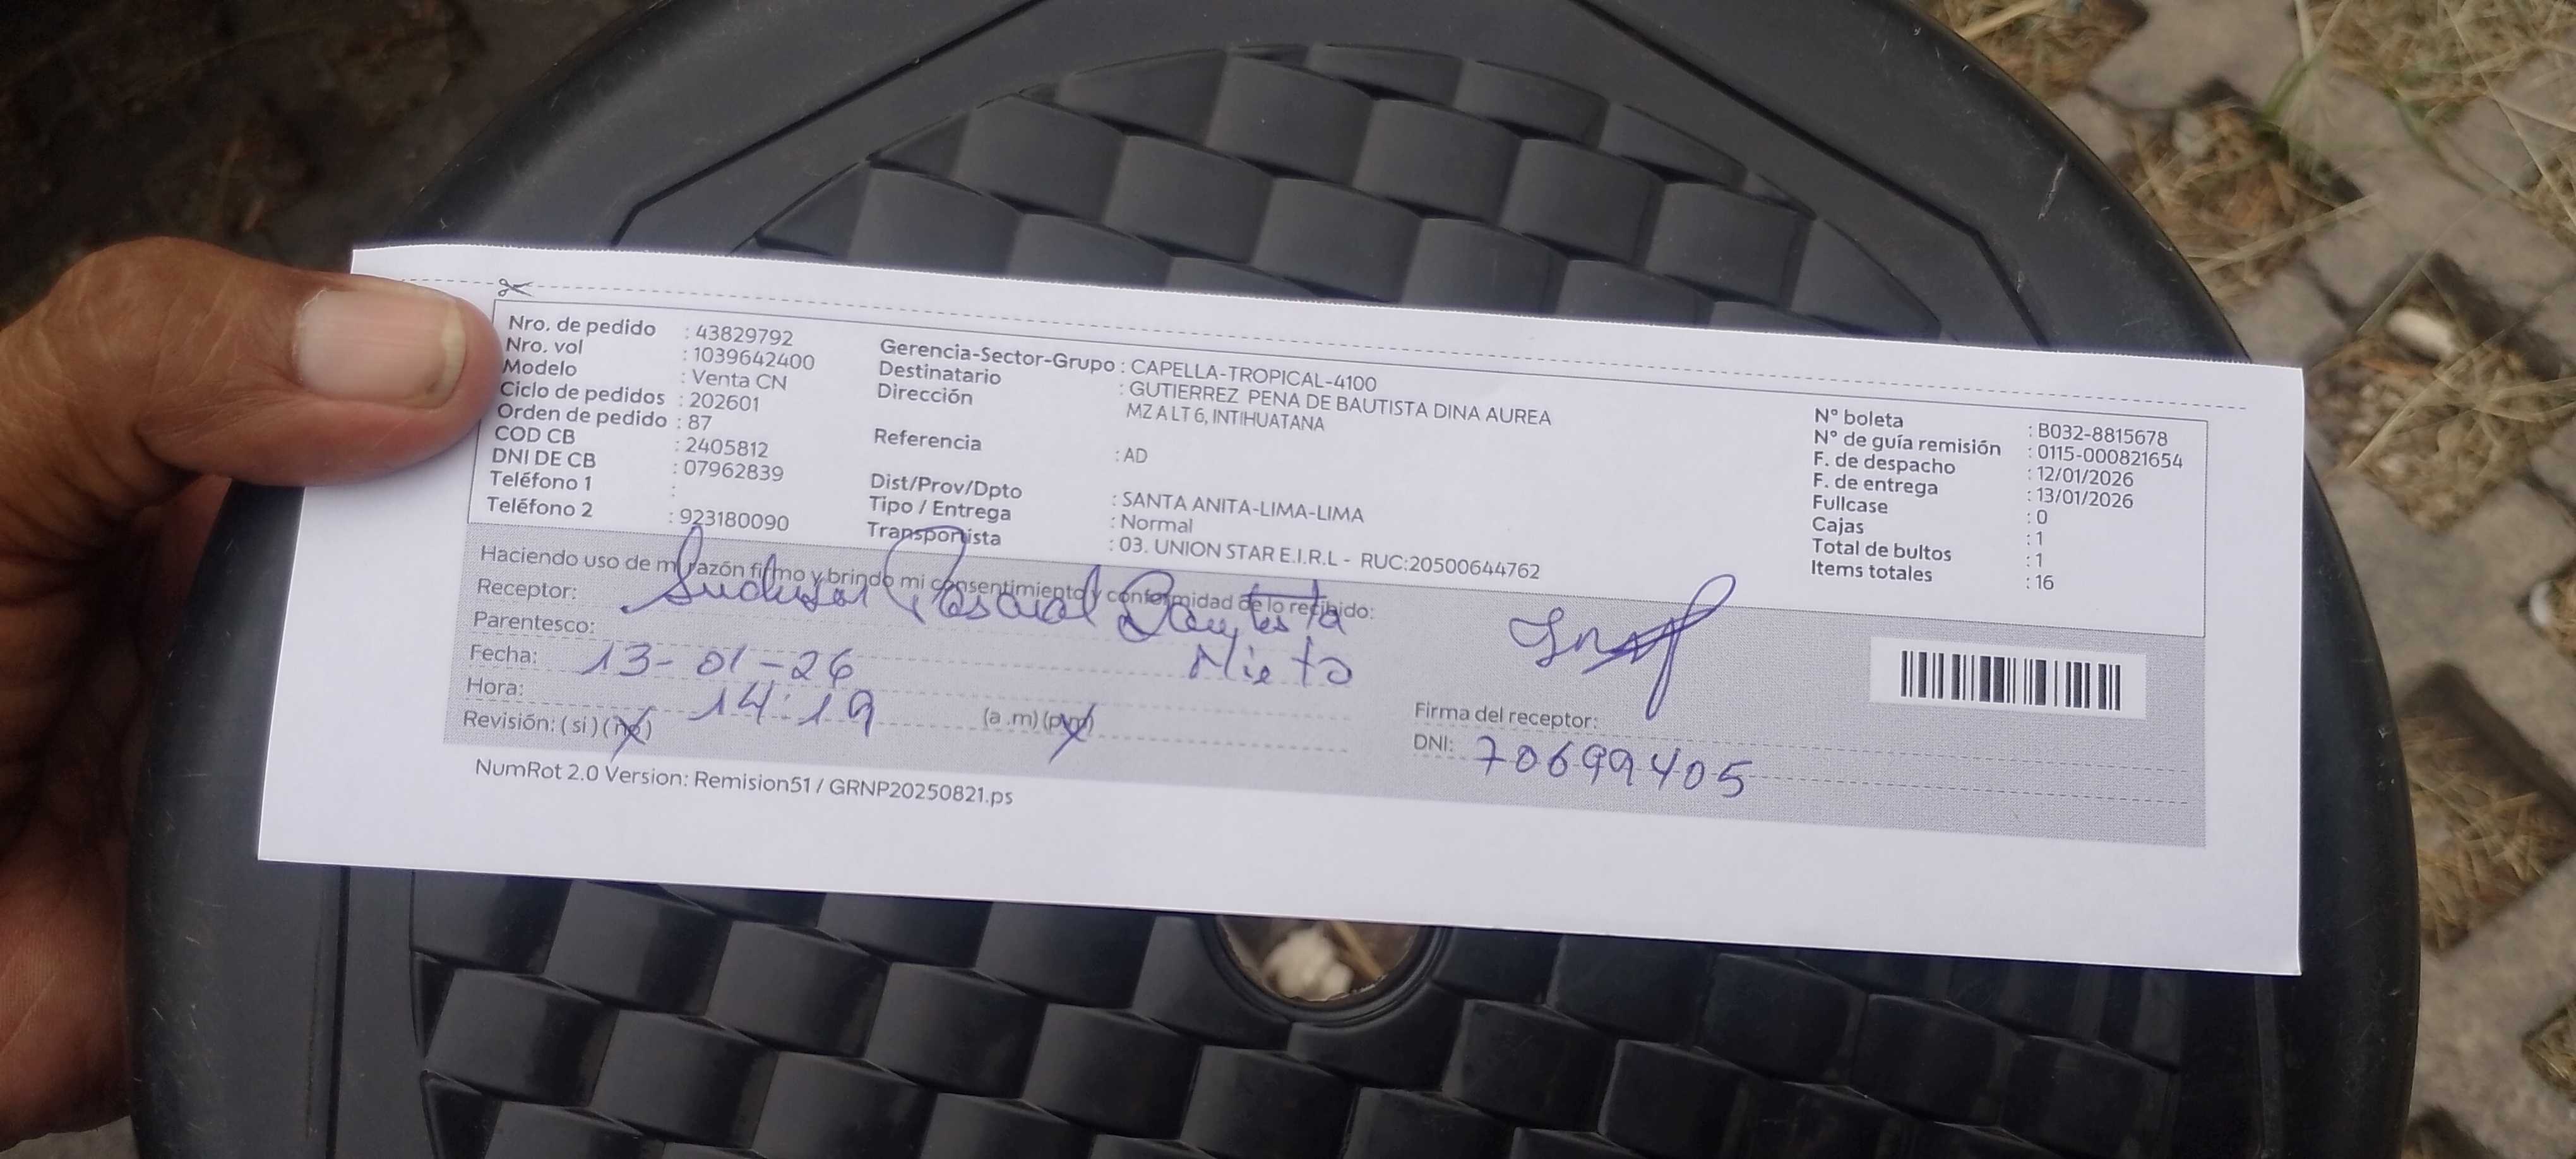 Nro. de pedido : 43829792
Nro. vol : 1039642400
Modelo : Venta CN
Ciclo de pedidos : 202601
Orden de pedido : 87
COD CB : 2405812
DNI DE CB : 07962839
Teléfono 1 :
Teléfono 2 : 923180090
Gerencia-Sector-Grupo : CAPELLA-TROPICAL-4100
Destinatario : GUTIERREZ PENA DE BAUTISTA DINA AUREA
Dirección MZ A LT 6, INTIHUATANA
Referencia : AD
Dist/Prov/Dpto : SANTA ANITA-LIMA-LIMA
Tipo / Entrega : Normal
Transportista : 03. UNION STAR E.I.R.L - RUC:20500644762
N° boleta : B032-8815678
N° de guía remisión : 0115-000821654
F. de despacho : 12/01/2026
F. de entrega : 13/01/2026
Fullcase : 0
Cajas : 1
Total de bultos : 1
Items totales : 16
Haciendo uso de mi razón firmo y brindo mi consentimiento y conformidad de lo recibido:
Receptor: Pascual Bautista
Parentesco: Nieto
Fecha: 13-01-26
Hora: 14:19 (a .m) (pm)
Revisión: ( si ) ( no )
Firma del receptor:
DNI: 70699405
NumRot 2.0 Version: Remision51 / GRNP20250821.ps